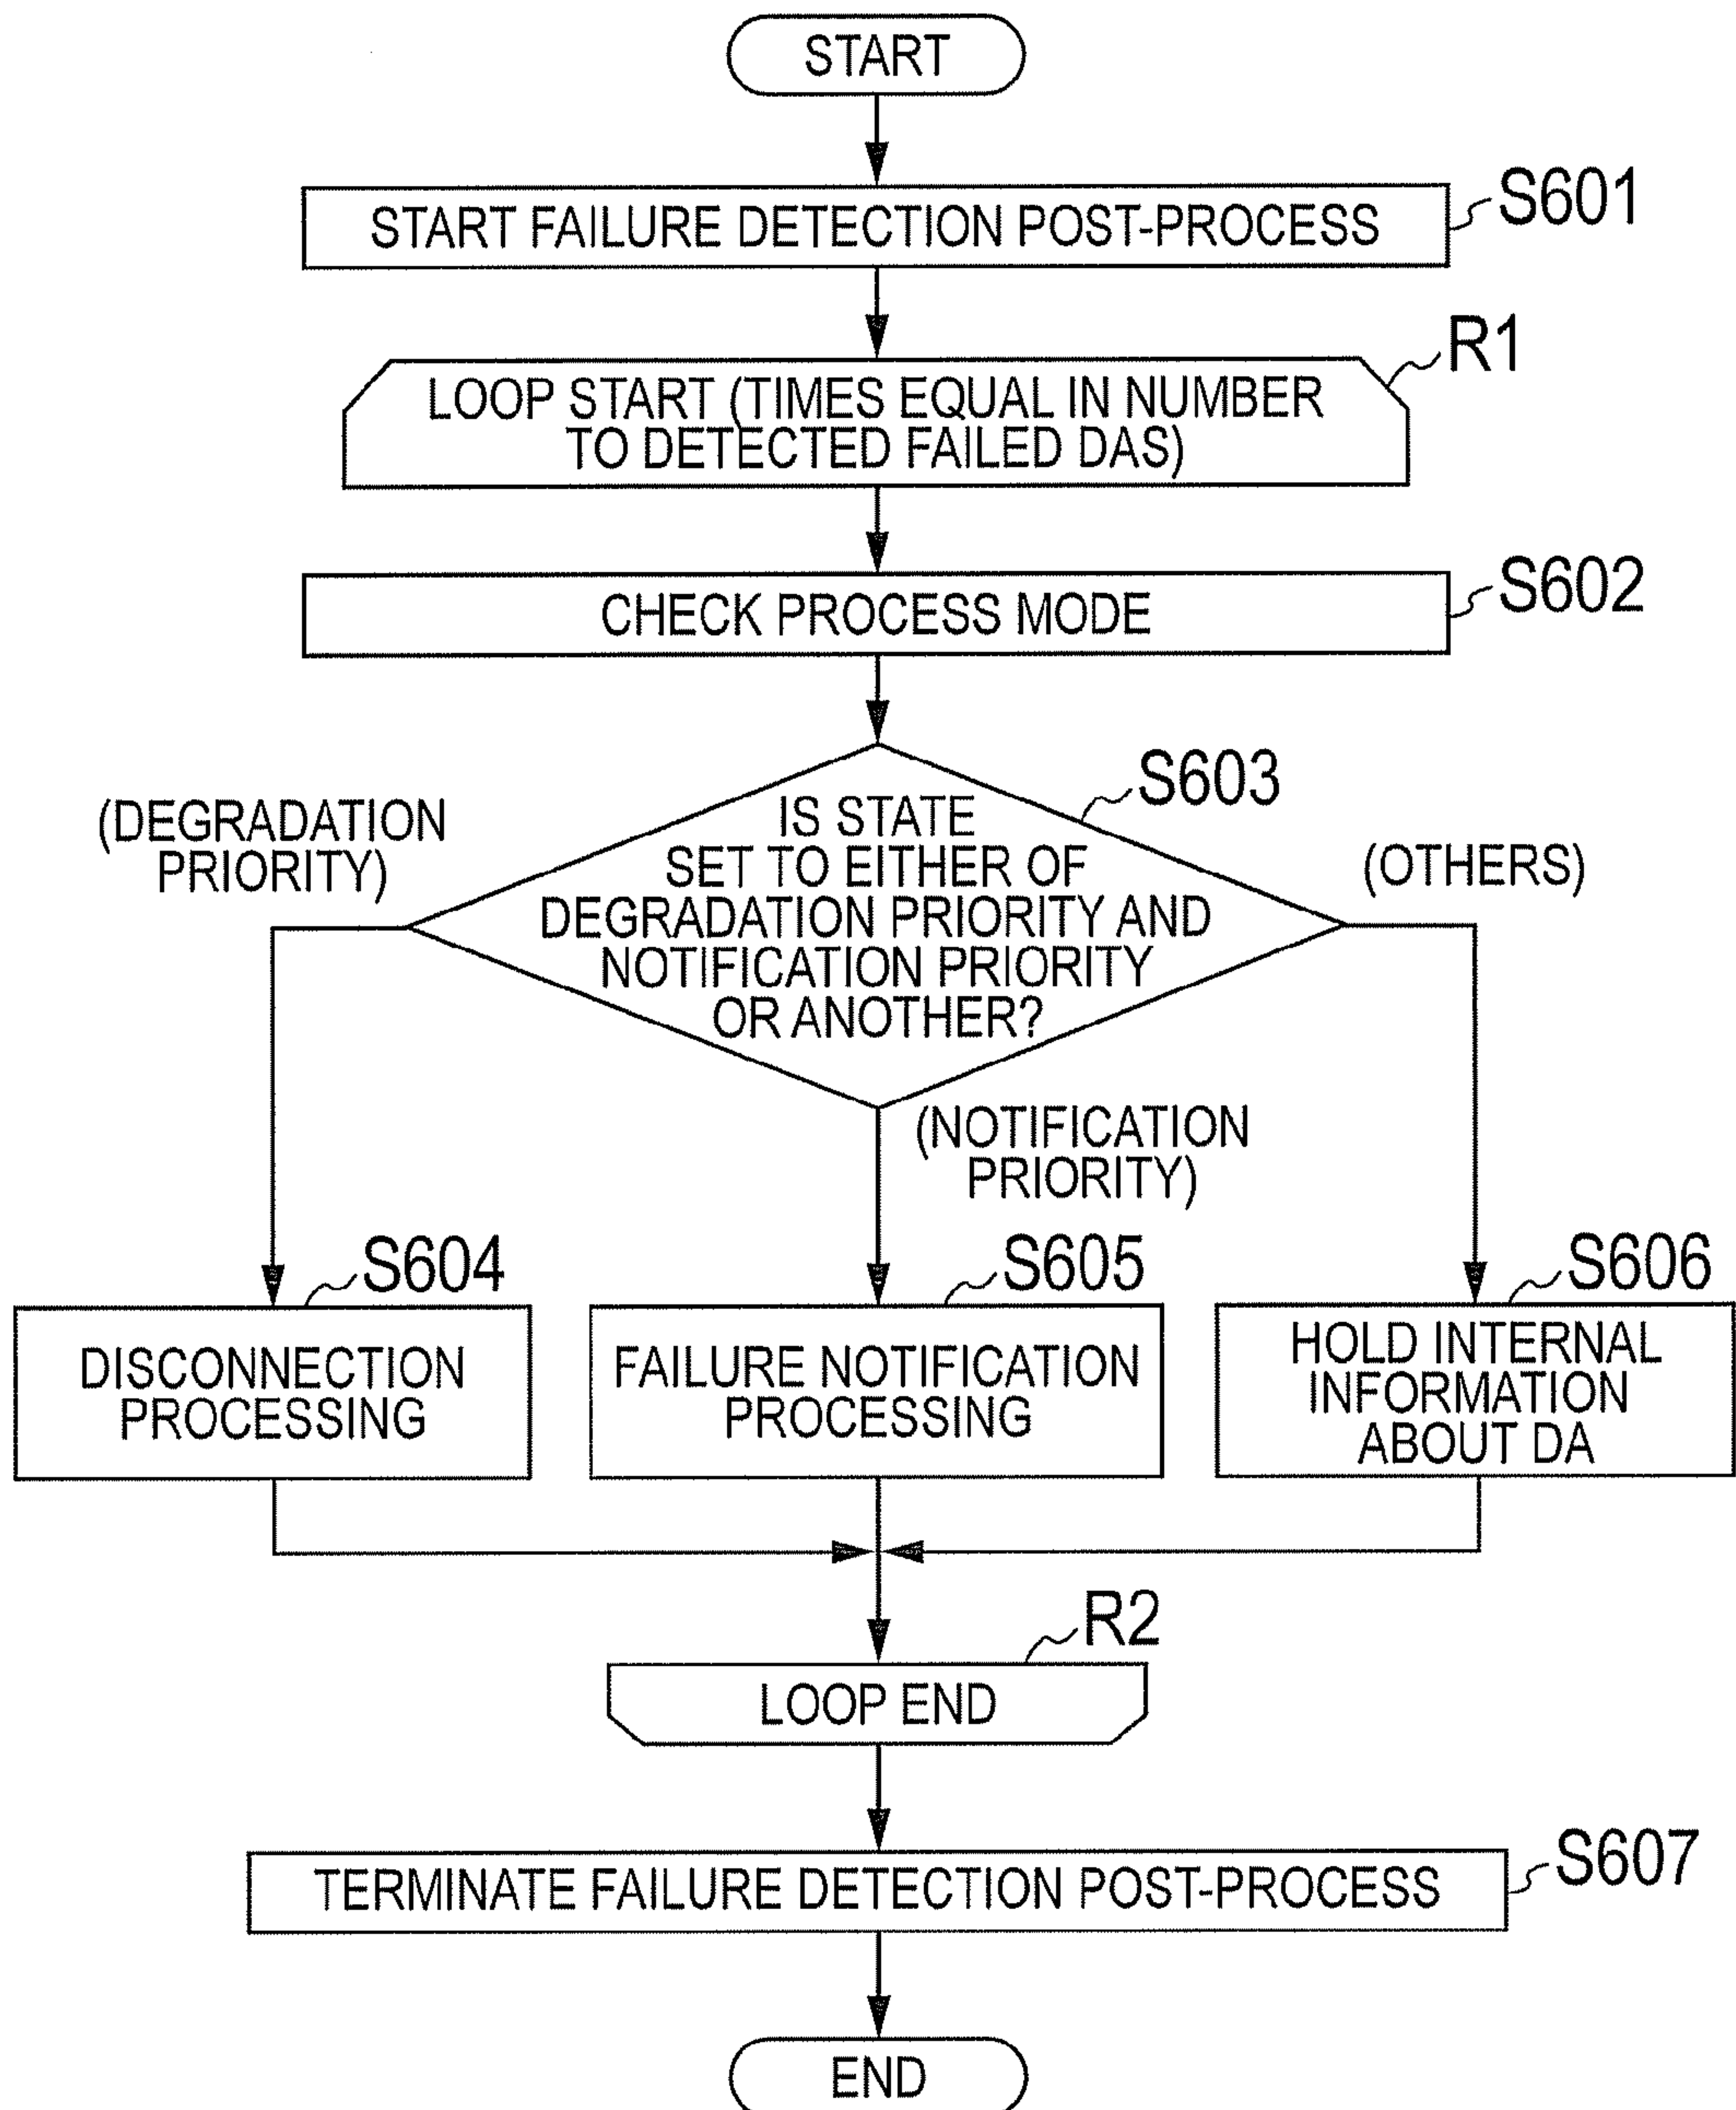 START
START FAILURE DETECTION POST-PROCESS
S601
LOOP START (TIMES EQUAL IN NUMBER
TO DETECTED FAILED DAS)
R1
CHECK PROCESS MODE
S602
IS STATE
SET TO EITHER OF
DEGRADATION PRIORITY AND
NOTIFICATION PRIORITY
OR ANOTHER?
S603
(DEGRADATION
PRIORITY)
(OTHERS)
(NOTIFICATION
PRIORITY)
S604
DISCONNECTION
PROCESSING
S605
FAILURE NOTIFICATION
PROCESSING
S606
HOLD INTERNAL
INFORMATION
ABOUT DA
R2
LOOP END
TERMINATE FAILURE DETECTION POST-PROCESS
S607
END